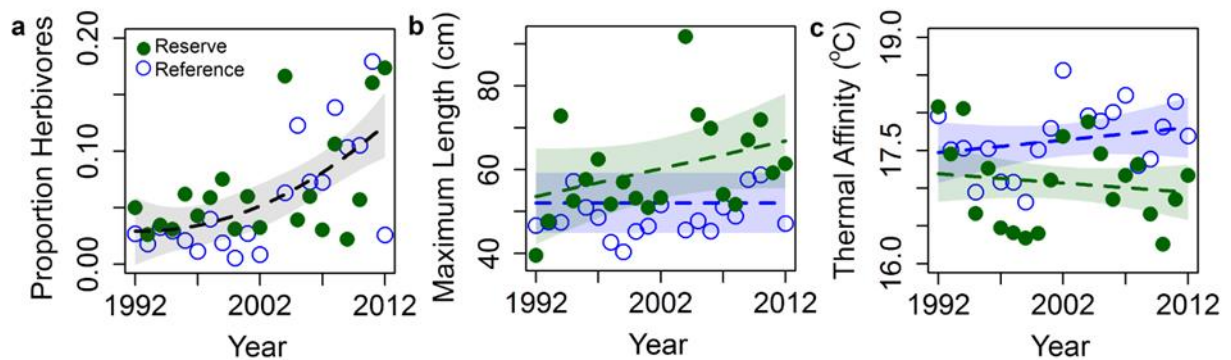 a
Proportion Herbivores
0.00 0.10 0.20
Reserve
Reference
1992 2002 2012
Year
b
Maximum Length (cm)
40 60 80
1992 2002 2012
Year
c
Thermal Affinity (°C)
16.0 17.5 19.0
1992 2002 2012
Year